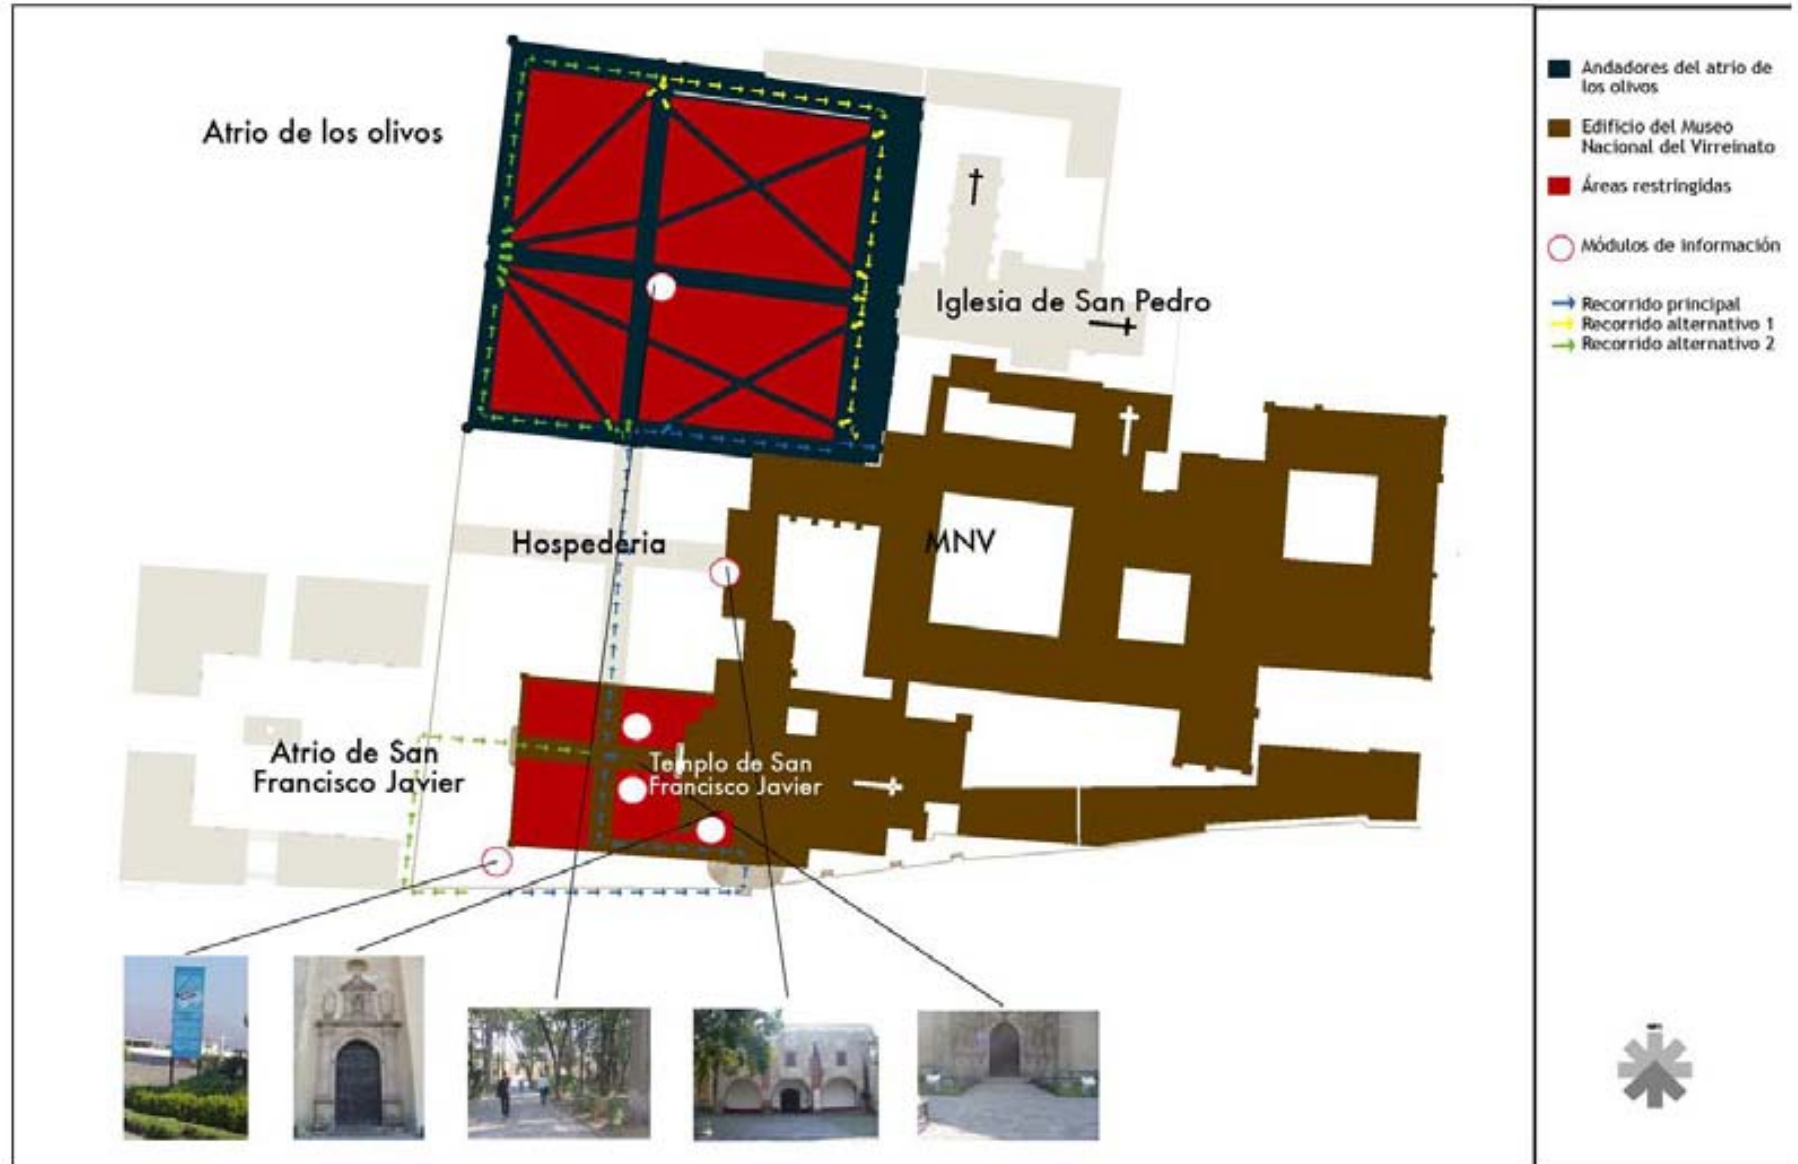 Atrio de los olivos
Iglesia de San Pedro
Hospedería
MNV
Atrio de San
Francisco Javier
Templo de San
Francisco Javier
Andadores del atrio de
los olivos
Edificio del Museo
Nacional del Virreinato
Áreas restringidas
Módulos de información
Recorrido principal
Recorrido alternativo 1
Recorrido alternativo 2